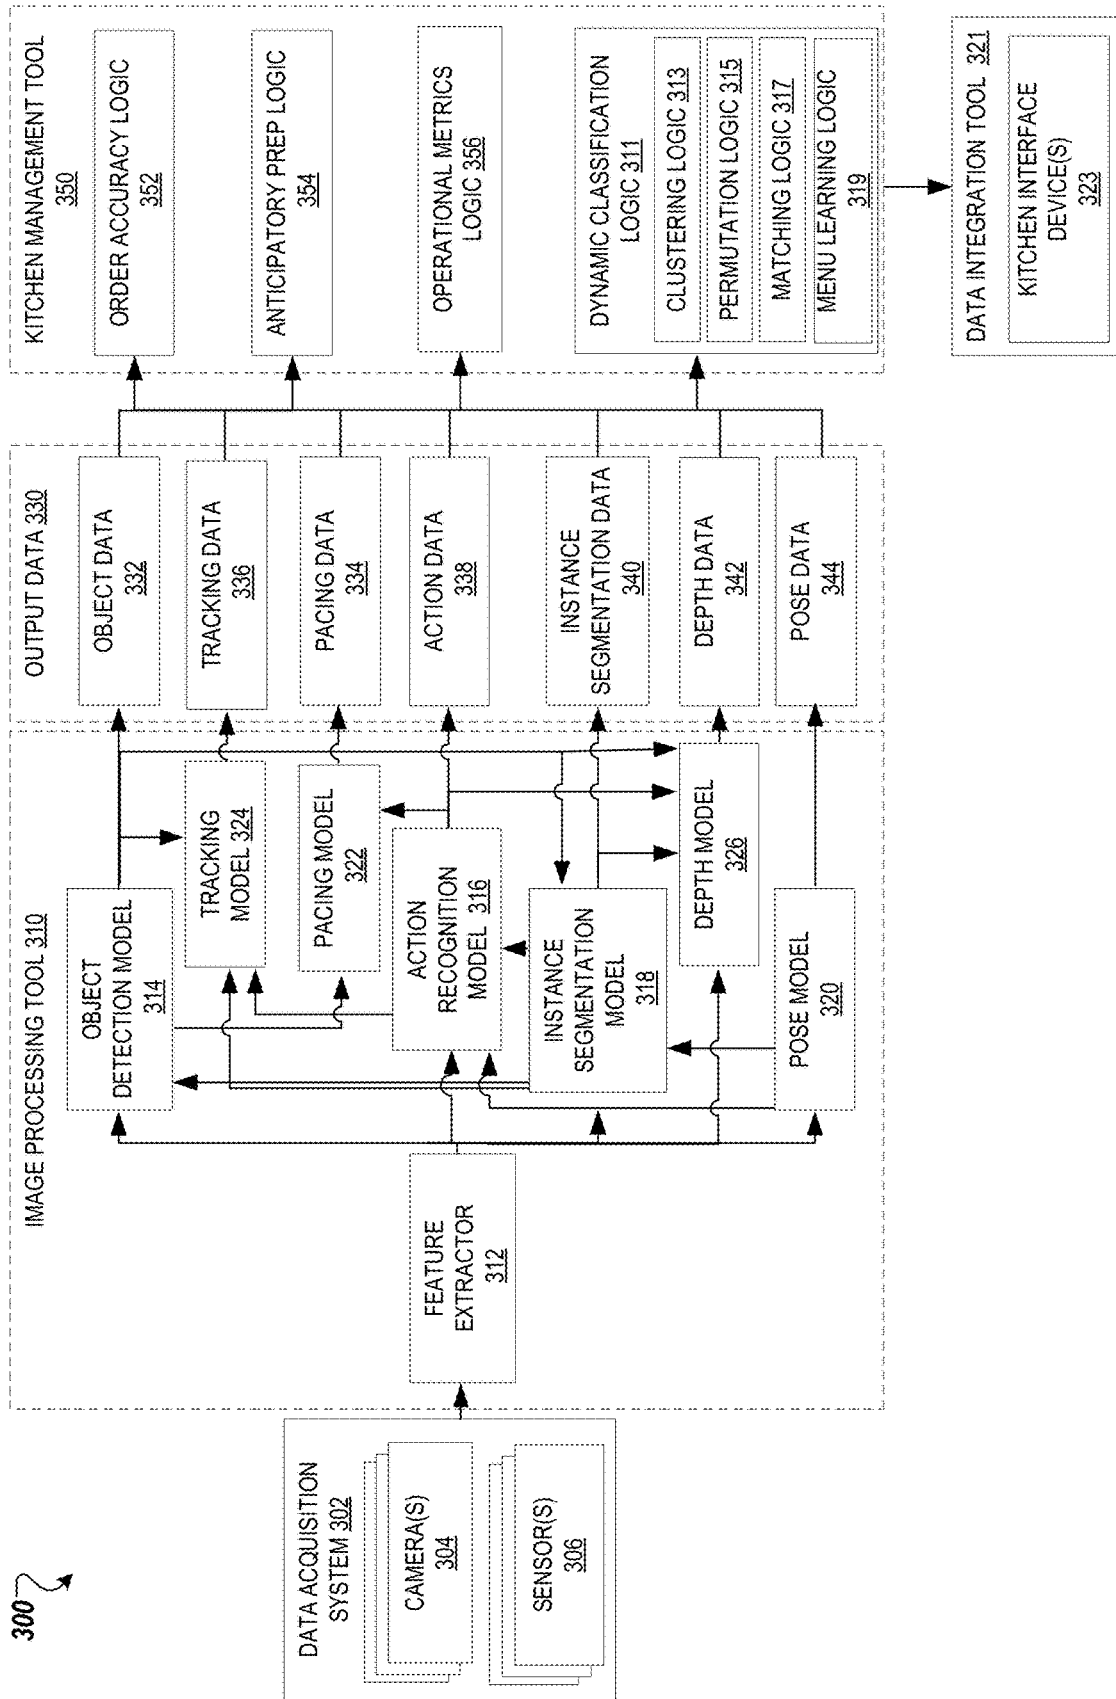 300
DATA ACQUISITION
SYSTEM 302
CAMERA(S)
304
SENSOR(S)
306
IMAGE PROCESSING TOOL 310
FEATURE
EXTRACTOR
312
OBJECT
DETECTION MODEL
314
TRACKING
MODEL 324
PACING MODEL
322
ACTION
RECOGNITION
MODEL 316
INSTANCE
SEGMENTATION
MODEL
318
DEPTH MODEL
326
POSE MODEL
320
OUTPUT DATA 330
OBJECT DATA
332
TRACKING DATA
336
PACING DATA
334
ACTION DATA
338
INSTANCE
SEGMENTATION DATA
340
DEPTH DATA
342
POSE DATA
344
KITCHEN MANAGEMENT TOOL
350
ORDER ACCURACY LOGIC
352
ANTICIPATORY PREP LOGIC
354
OPERATIONAL METRICS
LOGIC 356
DYNAMIC CLASSIFICATION
LOGIC 311
CLUSTERING LOGIC 313
PERMUTATION LOGIC 315
MATCHING LOGIC 317
MENU LEARNING LOGIC
319
DATA INTEGRATION TOOL 321
KITCHEN INTERFACE
DEVICE(S)
323